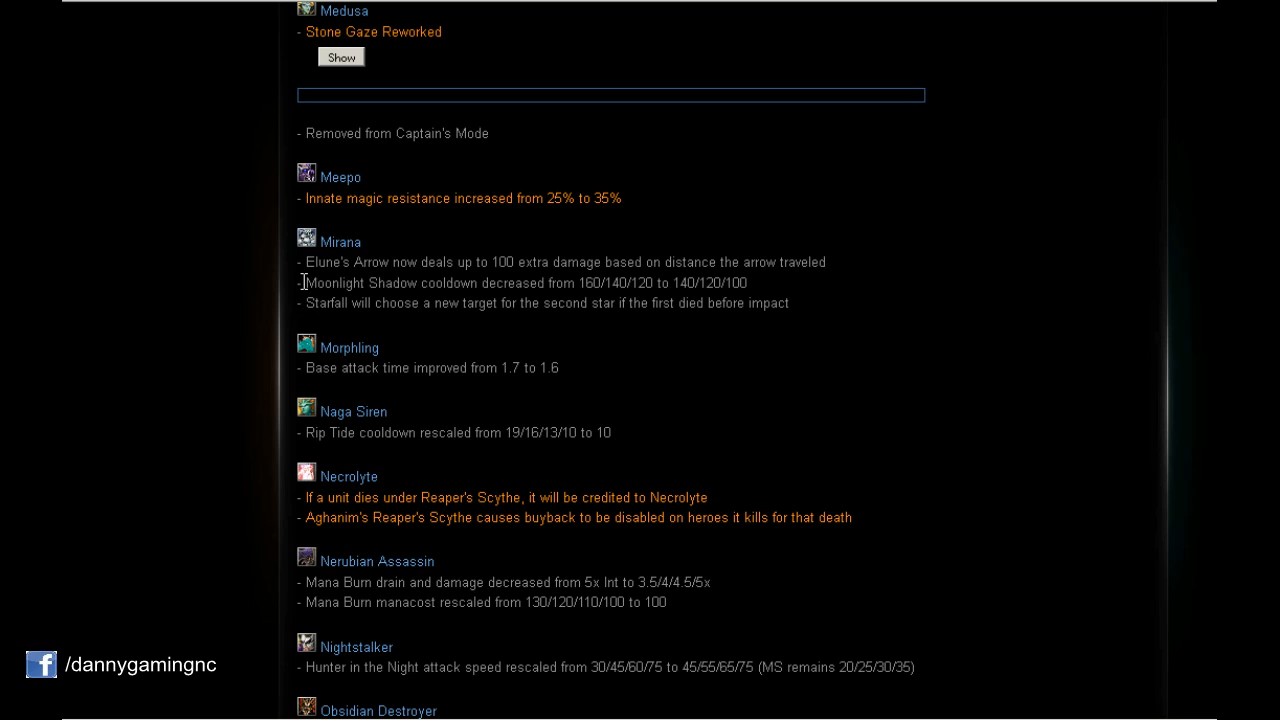 Medusa
- Stone Gaze Reworked
Show
- Removed from Captain's Mode
Meepo
- Innate magic resistance increased from 25% to 35%
Mirana
- Elune's Arrow now deals up to 100 extra damage based on distance the arrow traveled
- Moonlight Shadow cooldown decreased from 160/140/120 to 140/120/100
- Starfall will choose a new target for the second star if the first died before impact
Morphling
- Base attack time improved from 1.7 to 1.6
Naga Siren
- Rip Tide cooldown rescaled from 19/16/13/10 to 10
Necrolyte
- If a unit dies under Reaper's Scythe, it will be credited to Necrolyte
- Aghanim's Reaper's Scythe causes buyback to be disabled on heroes it kills for that death
Nerubian Assassin
- Mana Burn drain and damage decreased from 5x Int to 3.5/4/4.5/5x
- Mana Burn manacost rescaled from 130/120/110/100 to 100
Nightstalker
- Hunter in the Night attack speed rescaled from 30/45/60/75 to 45/55/65/75 (MS remains 20/25/30/35)
Obsidian Destroyer
f /dannygamingnc